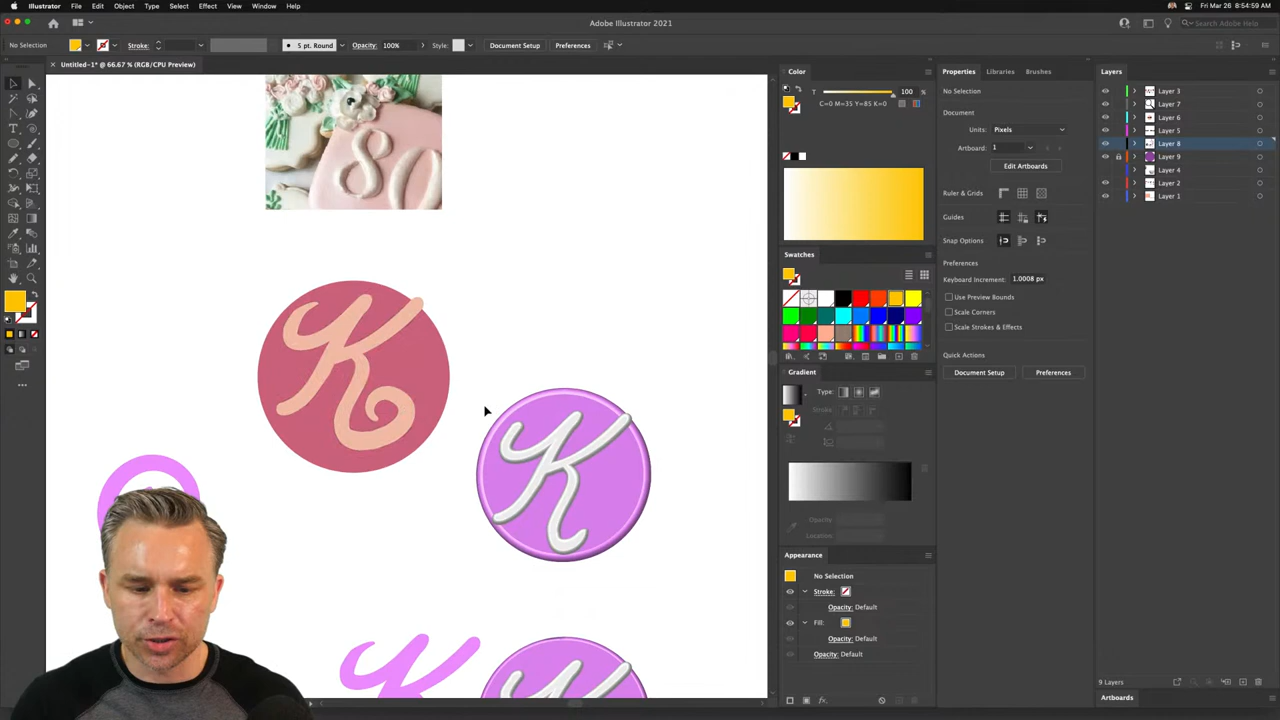 Illustrator File Edit Object Type Select Effect View Window Help
Fri Mar 26 8:54:59 AM
Adobe Illustrator 2021
Search Adobe Help
No Selection Stroke: 5 pt. Round Opacity: 100% Style: Document Setup Preferences
× Untitled-1* @ 66.67 % (RGB/CPU Preview)
80
K
K
Color
T 100 %
C=0 M=35 Y=85 K=0
Swatches
Gradient
Type:
Stroke:
Opacity:
Location:
Appearance
No Selection
Stroke:
Opacity: Default
Fill:
Opacity: Default
Opacity: Default
Properties Libraries Brushes
No Selection
Document
Units: Pixels
Artboard: 1
Edit Artboards
Ruler & Grids
Guides
Snap Options
Preferences
Keyboard Increment: 1.0008 px
Use Preview Bounds
Scale Corners
Scale Strokes & Effects
Quick Actions
Document Setup Preferences
Layers
Layer 3
Layer 7
Layer 6
Layer 5
Layer 8
Layer 9
Layer 4
Layer 2
Layer 1
9 Layers
Artboards